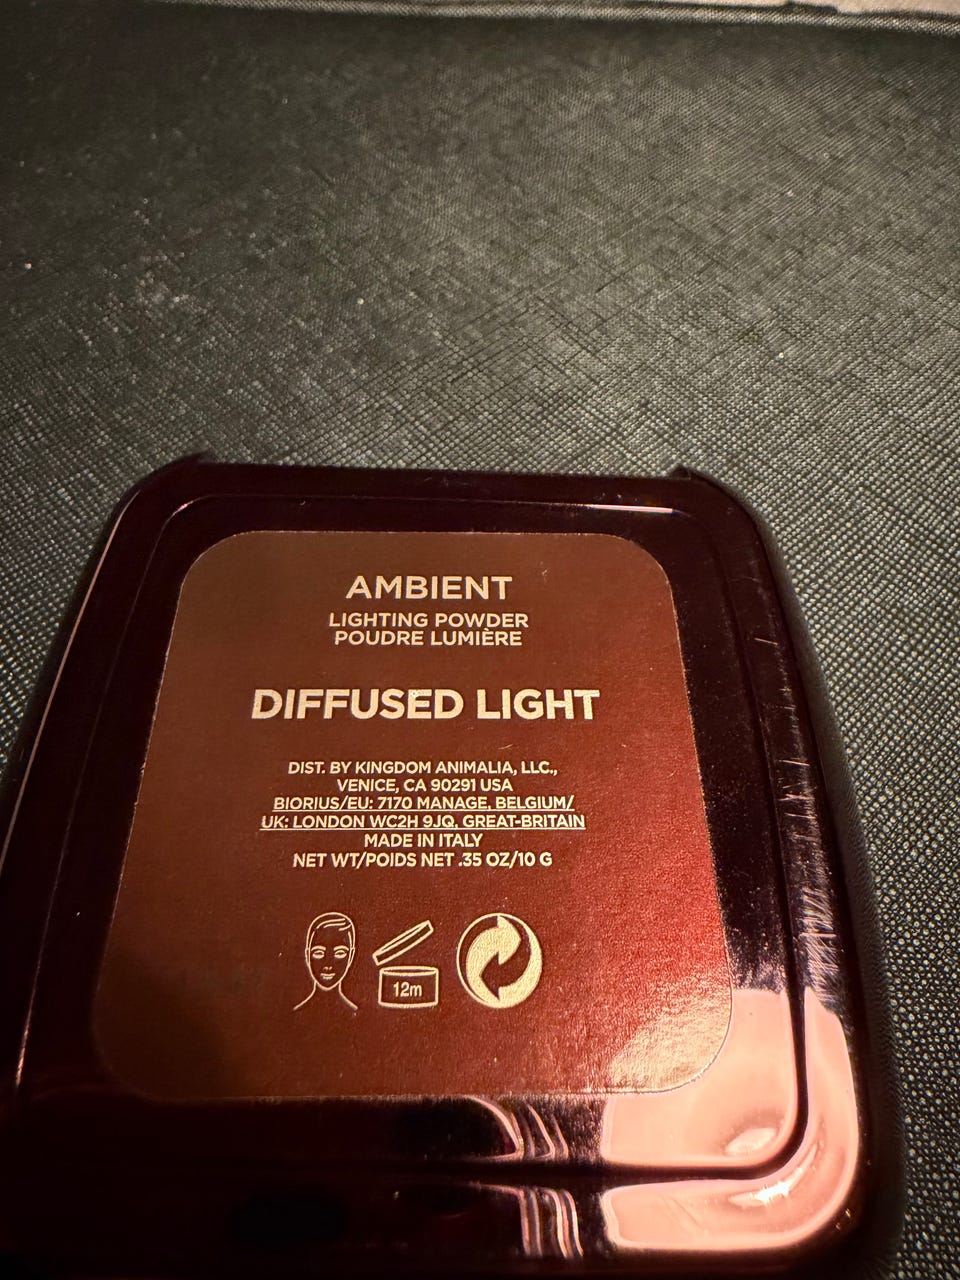 AMBIENT
LIGHTING POWDER
POUDRE LUMIÈRE
DIFFUSED LIGHT
DIST. BY KINGDOM ANIMALIA, LLC.,
VENICE, CA 90291 USA
BIORIUS/EU: 7170 MANAGE, BELGIUM/
UK: LONDON WC2H 9JQ, GREAT-BRITAIN
MADE IN ITALY
NET WT/POIDS NET .35 OZ/10 G
12m